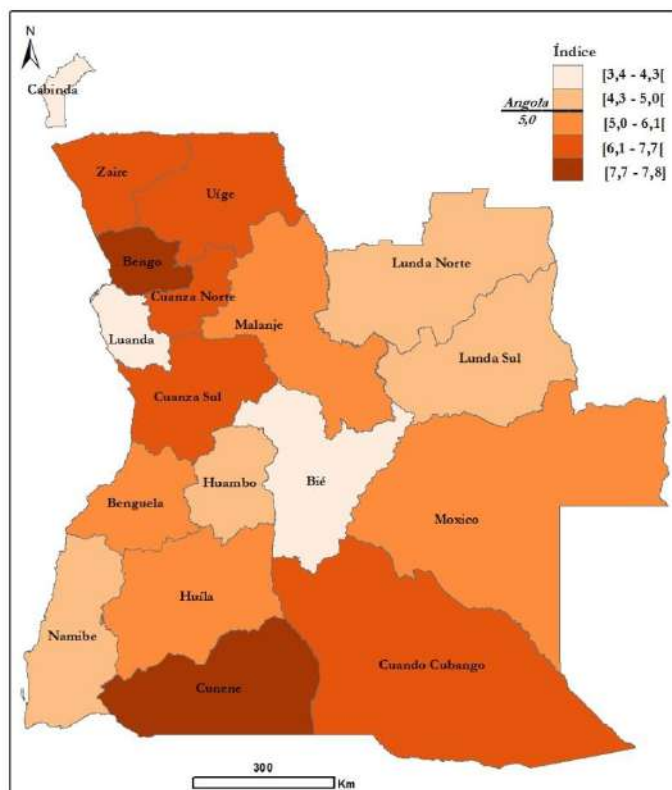 N
Índice
[3,4 - 4,3[
[4,3 - 5,0[
Angola
5,0
[5,0 - 6,1[
[6,1 - 7,7[
[7,7 - 7,8]
Cabinda
Zaire
Uíge
Bengo
Cuanza Norte
Lunda Norte
Luanda
Malanje
Lunda Sul
Cuanza Sul
Huambo
Bié
Benguela
Moxico
Huíla
Namibe
Cuando Cubango
Cunene
300
Km